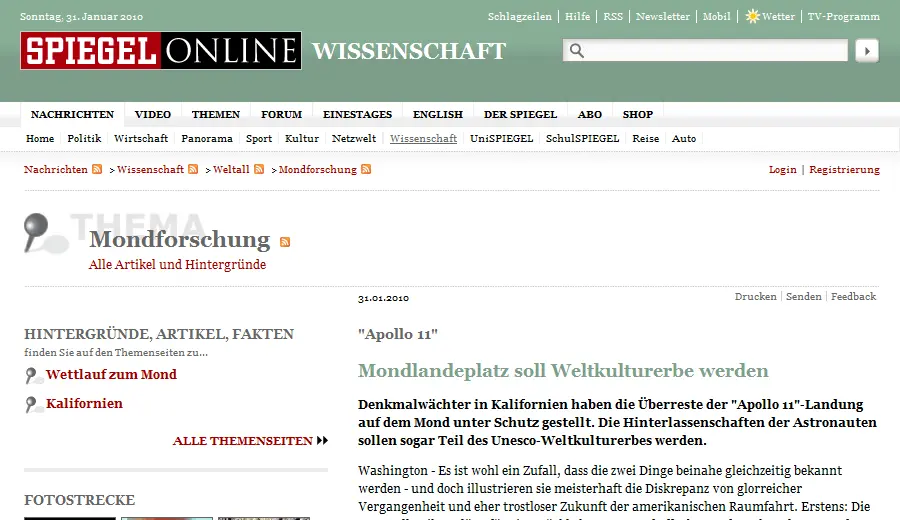 Sonntag, 31. Januar 2010
Schlagzeilen | Hilfe | RSS | Newsletter | Mobil | Wetter | TV-Programm
SPIEGEL ONLINE WISSENSCHAFT
NACHRICHTEN VIDEO THEMEN FORUM EINESTAGES ENGLISH DER SPIEGEL ABO SHOP
Home Politik Wirtschaft Panorama Sport Kultur Netzwelt Wissenschaft UniSPIEGEL SchulSPIEGEL Reise Auto
Nachrichten > Wissenschaft > Weltall > Mondforschung
Login | Registrierung
THEMA
Mondforschung
Alle Artikel und Hintergründe
31.01.2010
Drucken | Senden | Feedback
HINTERGRÜNDE, ARTIKEL, FAKTEN
finden Sie auf den Themenseiten zu...
Wettlauf zum Mond
Kalifornien
ALLE THEMENSEITEN
FOTOSTRECKE
"Apollo 11"
Mondlandeplatz soll Weltkulturerbe werden
Denkmalwächter in Kalifornien haben die Überreste der "Apollo 11"-Landung
auf dem Mond unter Schutz gestellt. Die Hinterlassenschaften der Astronauten
sollen sogar Teil des Unesco-Weltkulturerbes werden.
Washington - Es ist wohl ein Zufall, dass die zwei Dinge beinahe gleichzeitig bekannt
werden - und doch illustrieren sie meisterhaft die Diskrepanz von glorreicher
Vergangenheit und eher trostloser Zukunft der amerikanischen Raumfahrt. Erstens: Die